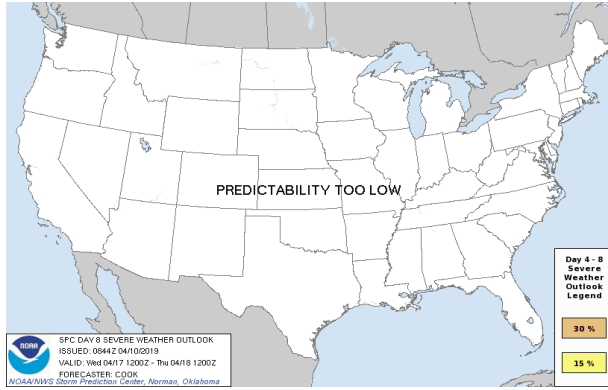 PREDICTABILITY TOO LOW
Day 4 - 8
Severe
Weather
Outlook
Legend
30 %
15 %
NOAA
SPC DAY 8 SEVERE WEATHER OUTLOOK
ISSUED: 0844Z 04/10/2019
VALID: Wed 04/17 1200Z - Thu 04/18 1200Z
FORECASTER: COOK
NOAA/NWS Storm Prediction Center, Norman, Oklahoma